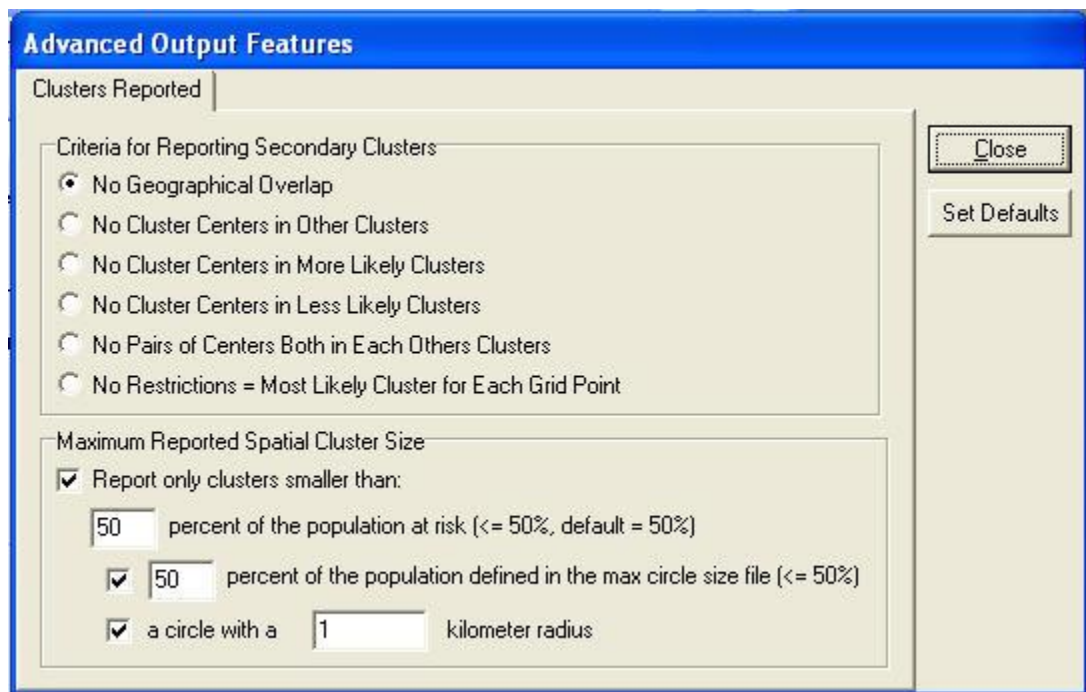 Advanced Output Features
Clusters Reported
Criteria for Reporting Secondary Clusters
No Geographical Overlap
No Cluster Centers in Other Clusters
No Cluster Centers in More Likely Clusters
No Cluster Centers in Less Likely Clusters
No Pairs of Centers Both in Each Others Clusters
No Restrictions = Most Likely Cluster for Each Grid Point
Close
Set Defaults
Maximum Reported Spatial Cluster Size
Report only clusters smaller than:
50 percent of the population at risk (<= 50%, default = 50%)
50 percent of the population defined in the max circle size file (<= 50%)
a circle with a 1 kilometer radius